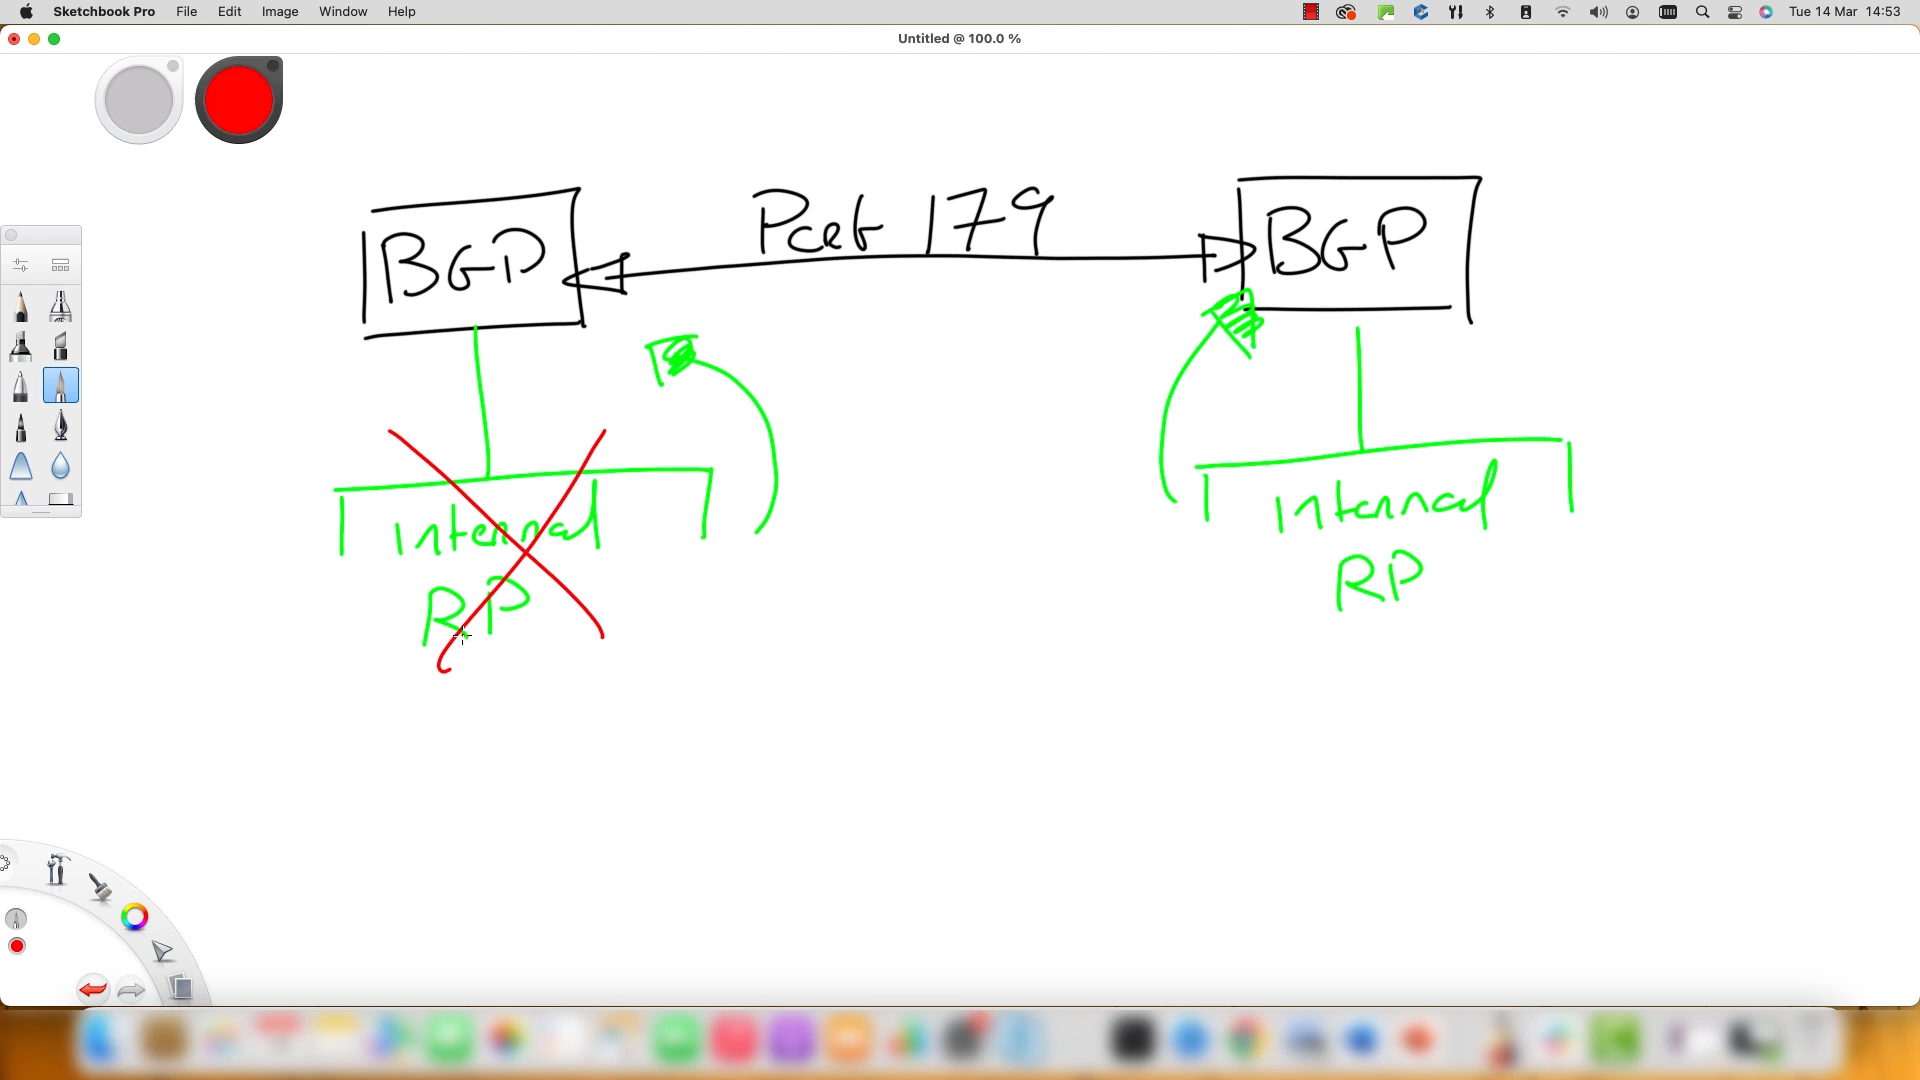 Sketchbook Pro File Edit Image Window Help
Tue 14 Mar 14:53
Untitled @ 100.0 %
BGP
Port 179
BGP
internal
RP
internal
RP